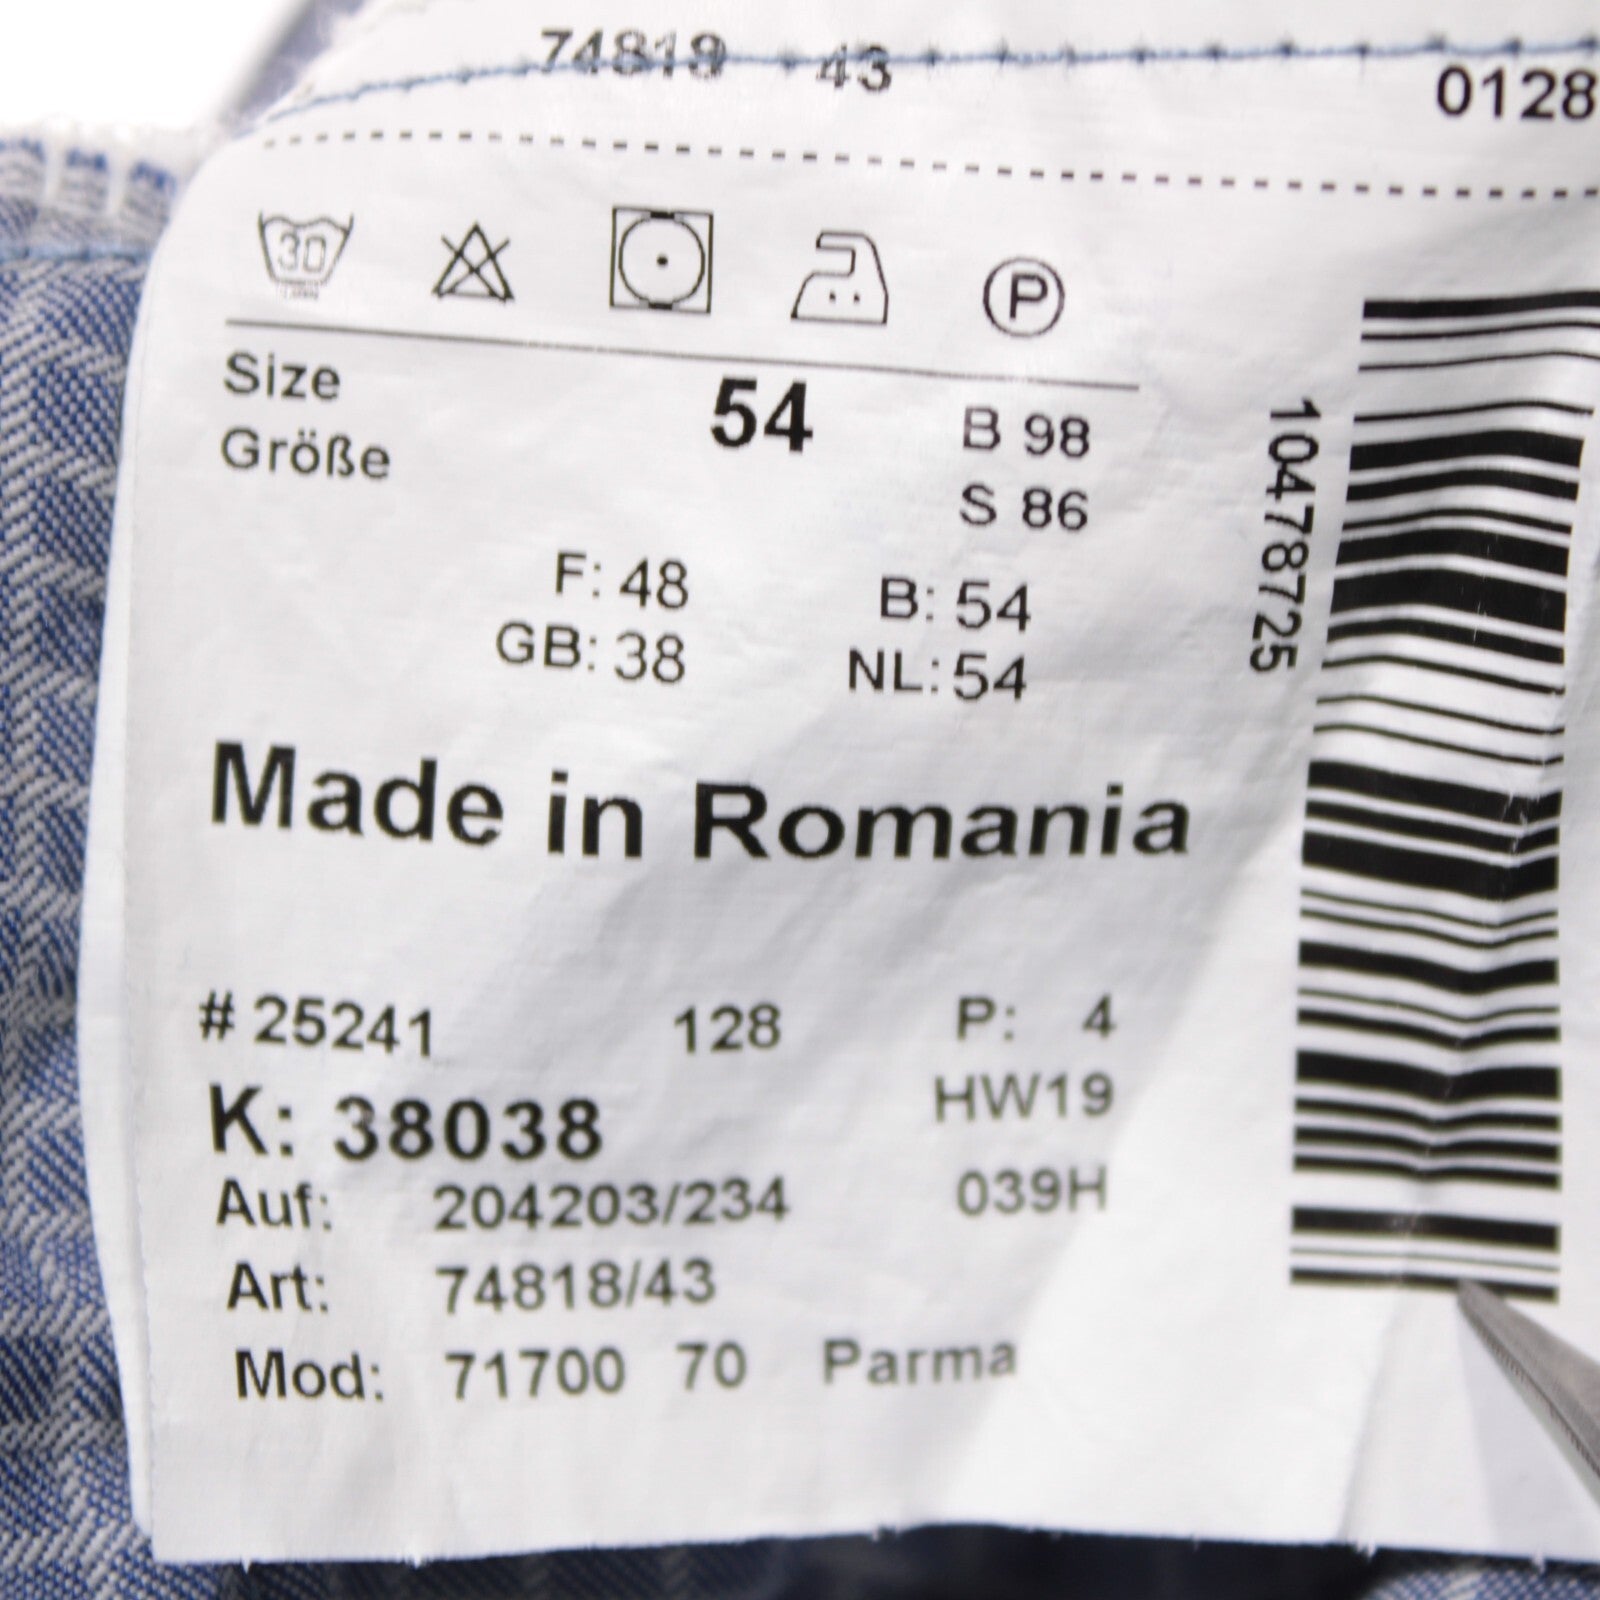 74818 43
0128
30
P
Size 54 B 98
Größe S 86
F: 48 B: 54
GB: 38 NL: 54
Made in Romania
# 25241 128 P: 4
K: 38038 HW19
Auf: 204203/234 039H
Art: 74818/43
Mod: 71700 70 Parma
10478725